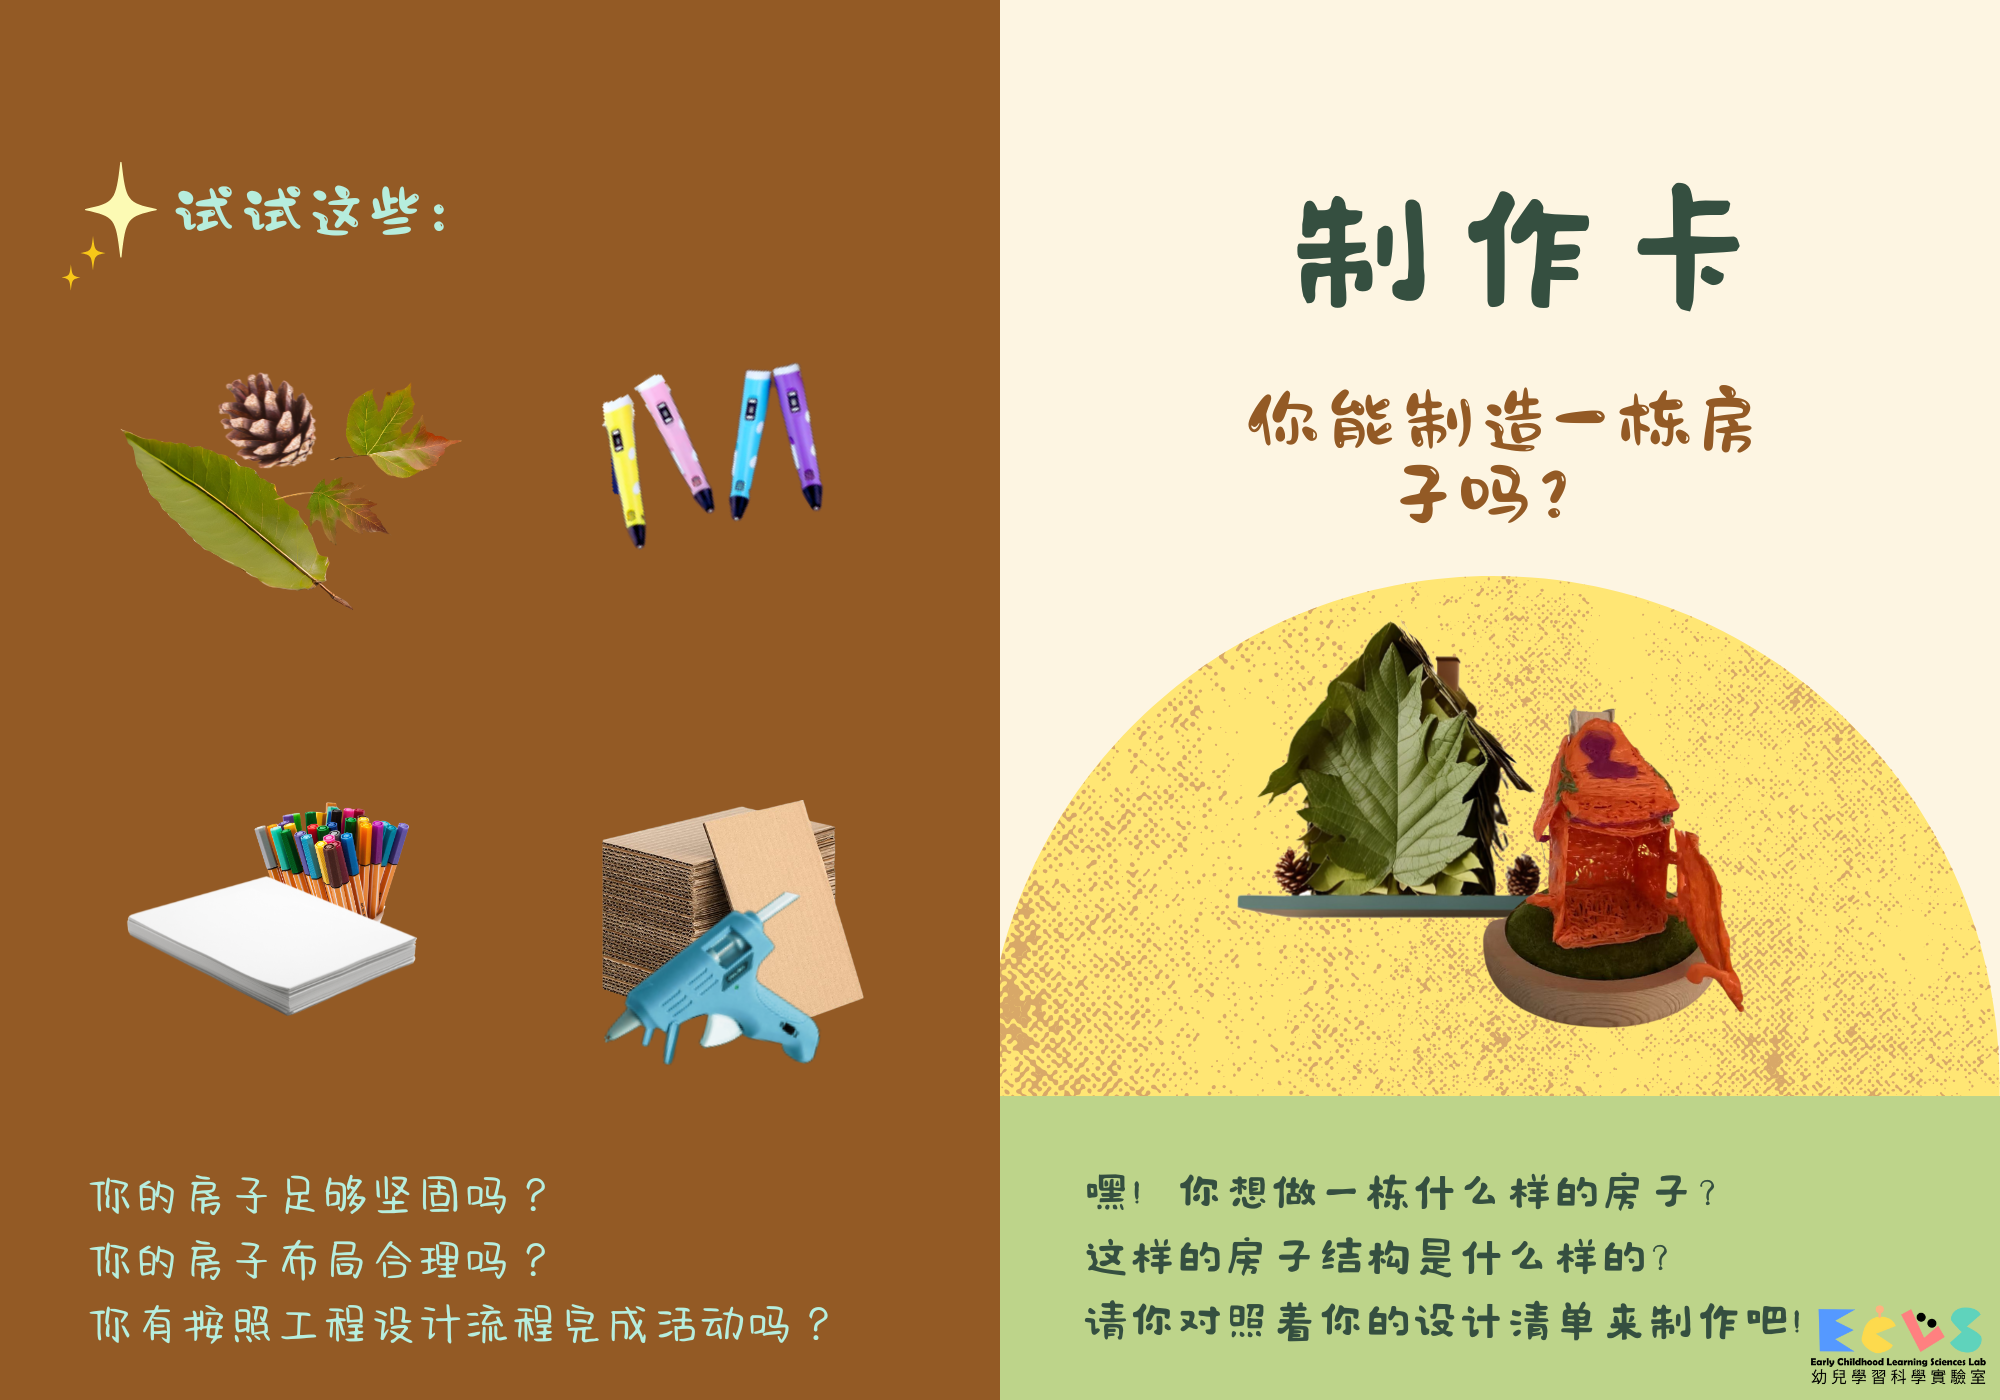 试试这些：
你的房子足够坚固吗？
你的房子布局合理吗？
你有按照工程设计流程完成活动吗？
制作卡
你能制造一栋房
子吗？
嘿！你想做一栋什么样的房子？
这样的房子结构是什么样的？
请你对照着你的设计清单来制作吧！
ECLS
Early Childhood Learning Sciences Lab
幼兒學習科學實驗室